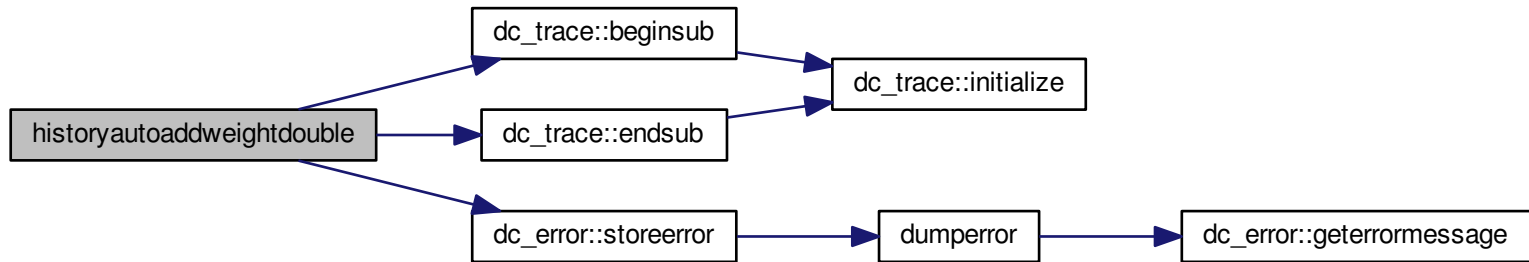 dc_trace::beginsub
dc_trace::initialize
historyautoaddweightdouble
dc_trace::endsub
dc_error::storeerror
dumperror
dc_error::geterrormessage